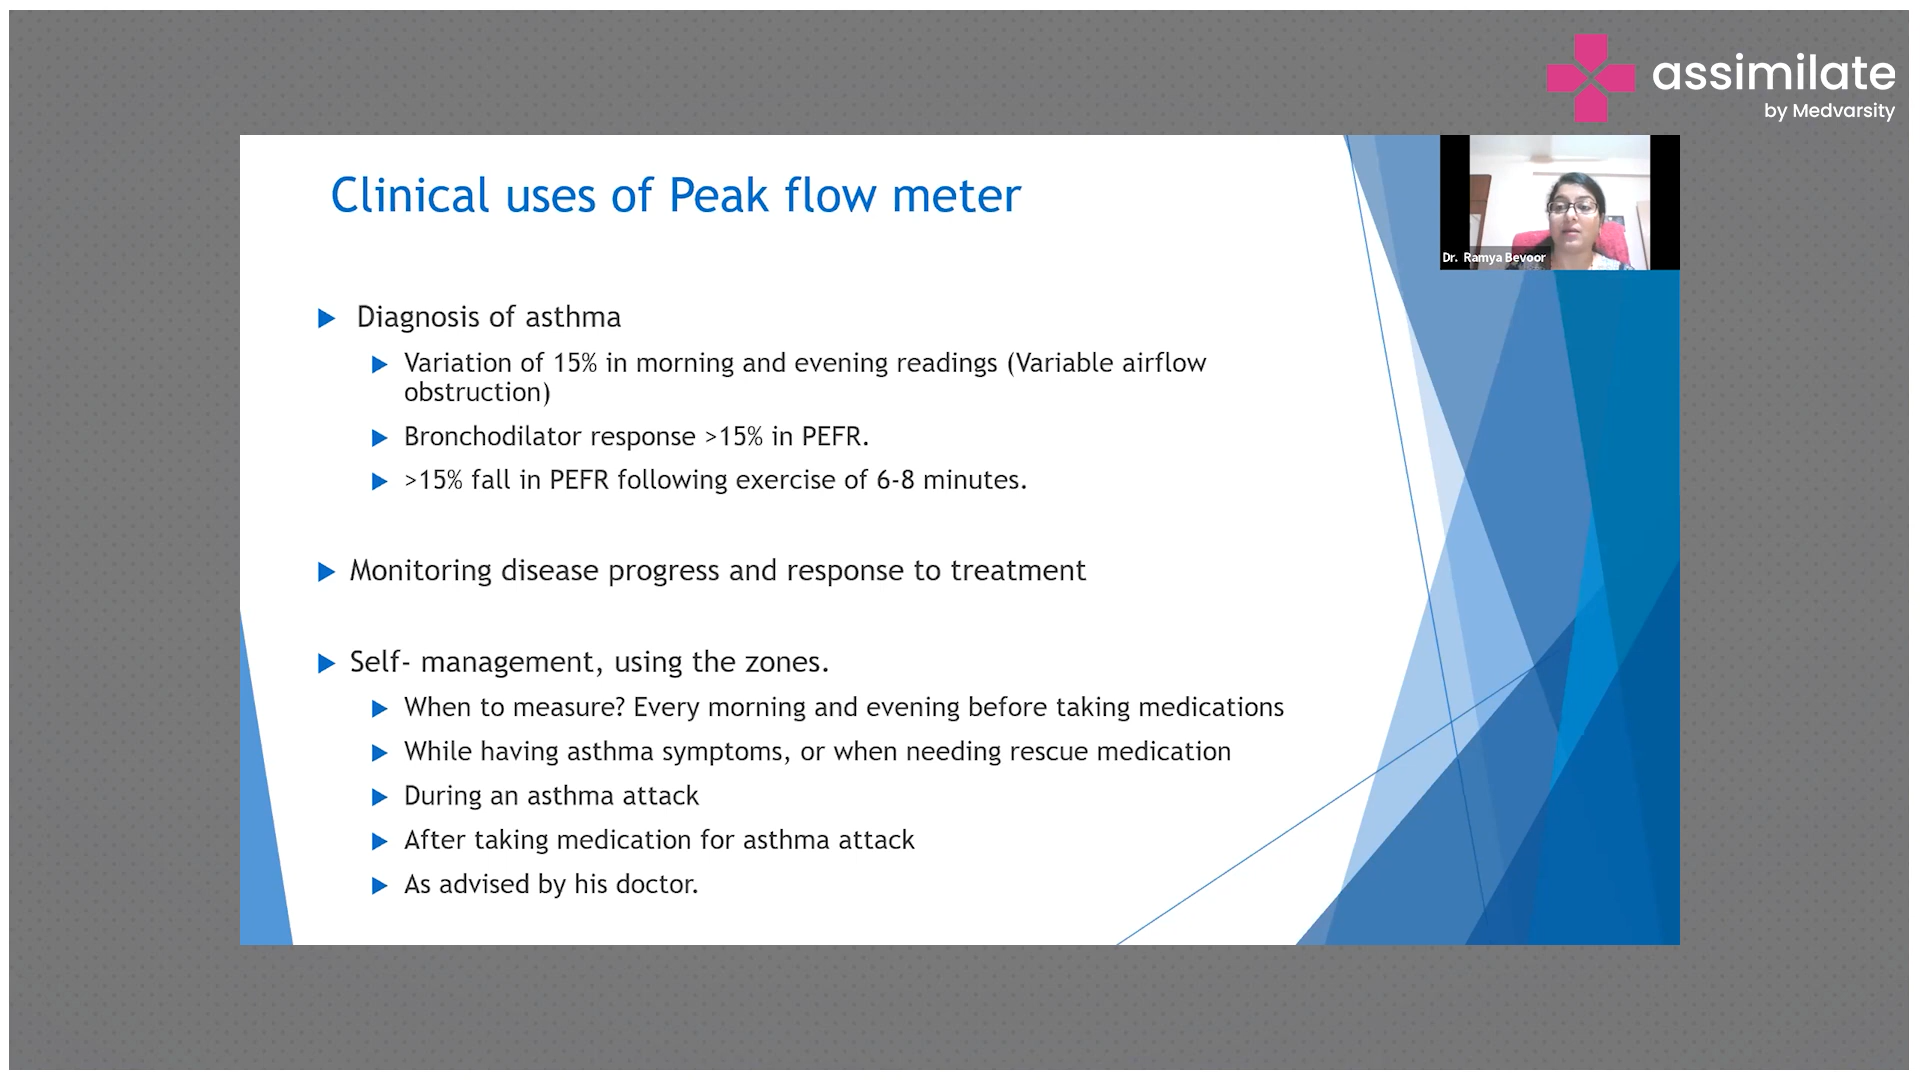 assimilate
by Medvarsity
Clinical uses of Peak flow meter
Dr. Ramya Bevoor
Diagnosis of asthma
Variation of 15% in morning and evening readings (Variable airflow
obstruction)
Bronchodilator response >15% in PEFR.
>15% fall in PEFR following exercise of 6-8 minutes.
Monitoring disease progress and response to treatment
Self- management, using the zones.
When to measure? Every morning and evening before taking medications
While having asthma symptoms, or when needing rescue medication
During an asthma attack
After taking medication for asthma attack
As advised by his doctor.